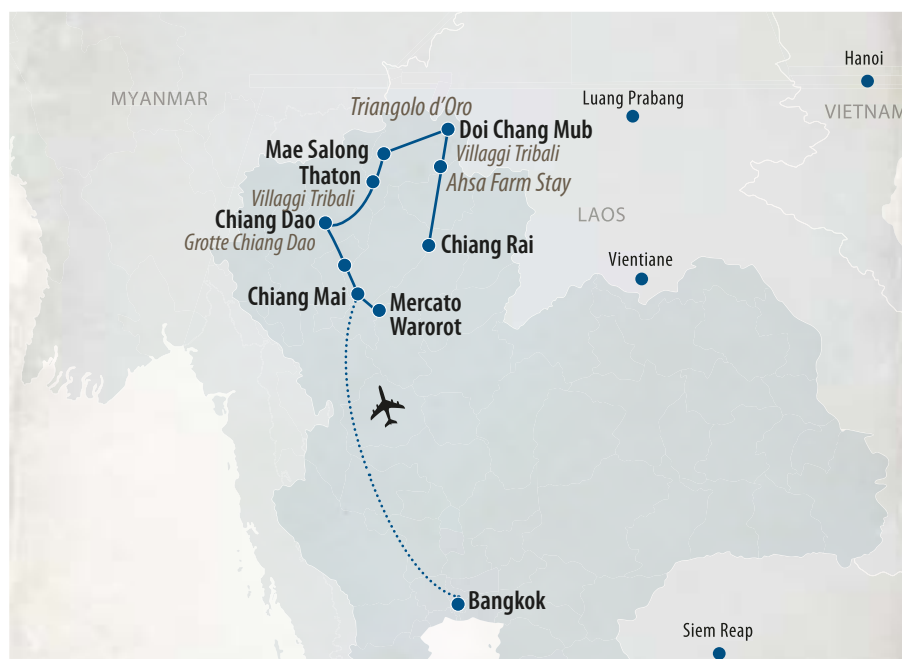 Hanoi
MYANMAR
Luang Prabang
Triangolo d'Oro
VIETNAM
Doi Chang Mub
Mae Salong
Villaggi Tribali
Thaton
Ahsa Farm Stay
Villaggi Tribali
Chiang Dao
LAOS
Grotte Chiang Dao
Chiang Rai
Vientiane
Chiang Mai
Mercato
Warorot
Bangkok
Siem Reap